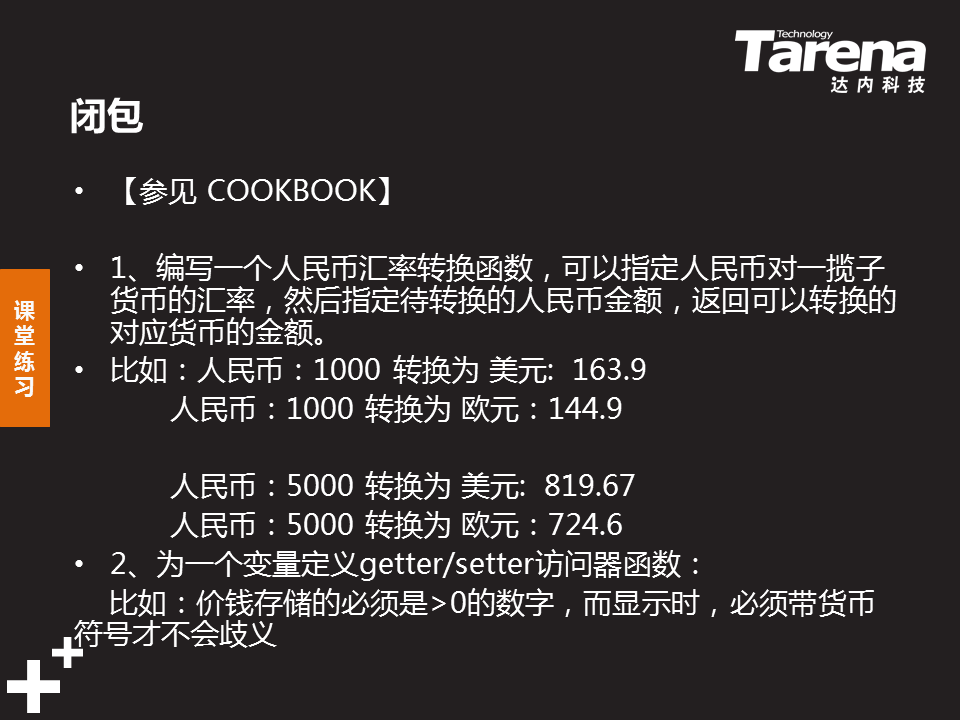 Technology
Tarena
达内科技
闭包
• 【参见 COOKBOOK】
• 1、编写一个人民币汇率转换函数，可以指定人民币对一揽子
货币的汇率，然后指定待转换的人民币金额，返回可以转换的
对应货币的金额。
课堂练习
• 比如：人民币：1000 转换为 美元: 163.9
人民币：1000 转换为 欧元：144.9
人民币：5000 转换为 美元: 819.67
人民币：5000 转换为 欧元：724.6
• 2、为一个变量定义getter/setter访问器函数：
比如：价钱存储的必须是>0的数字，而显示时，必须带货币
符号才不会歧义